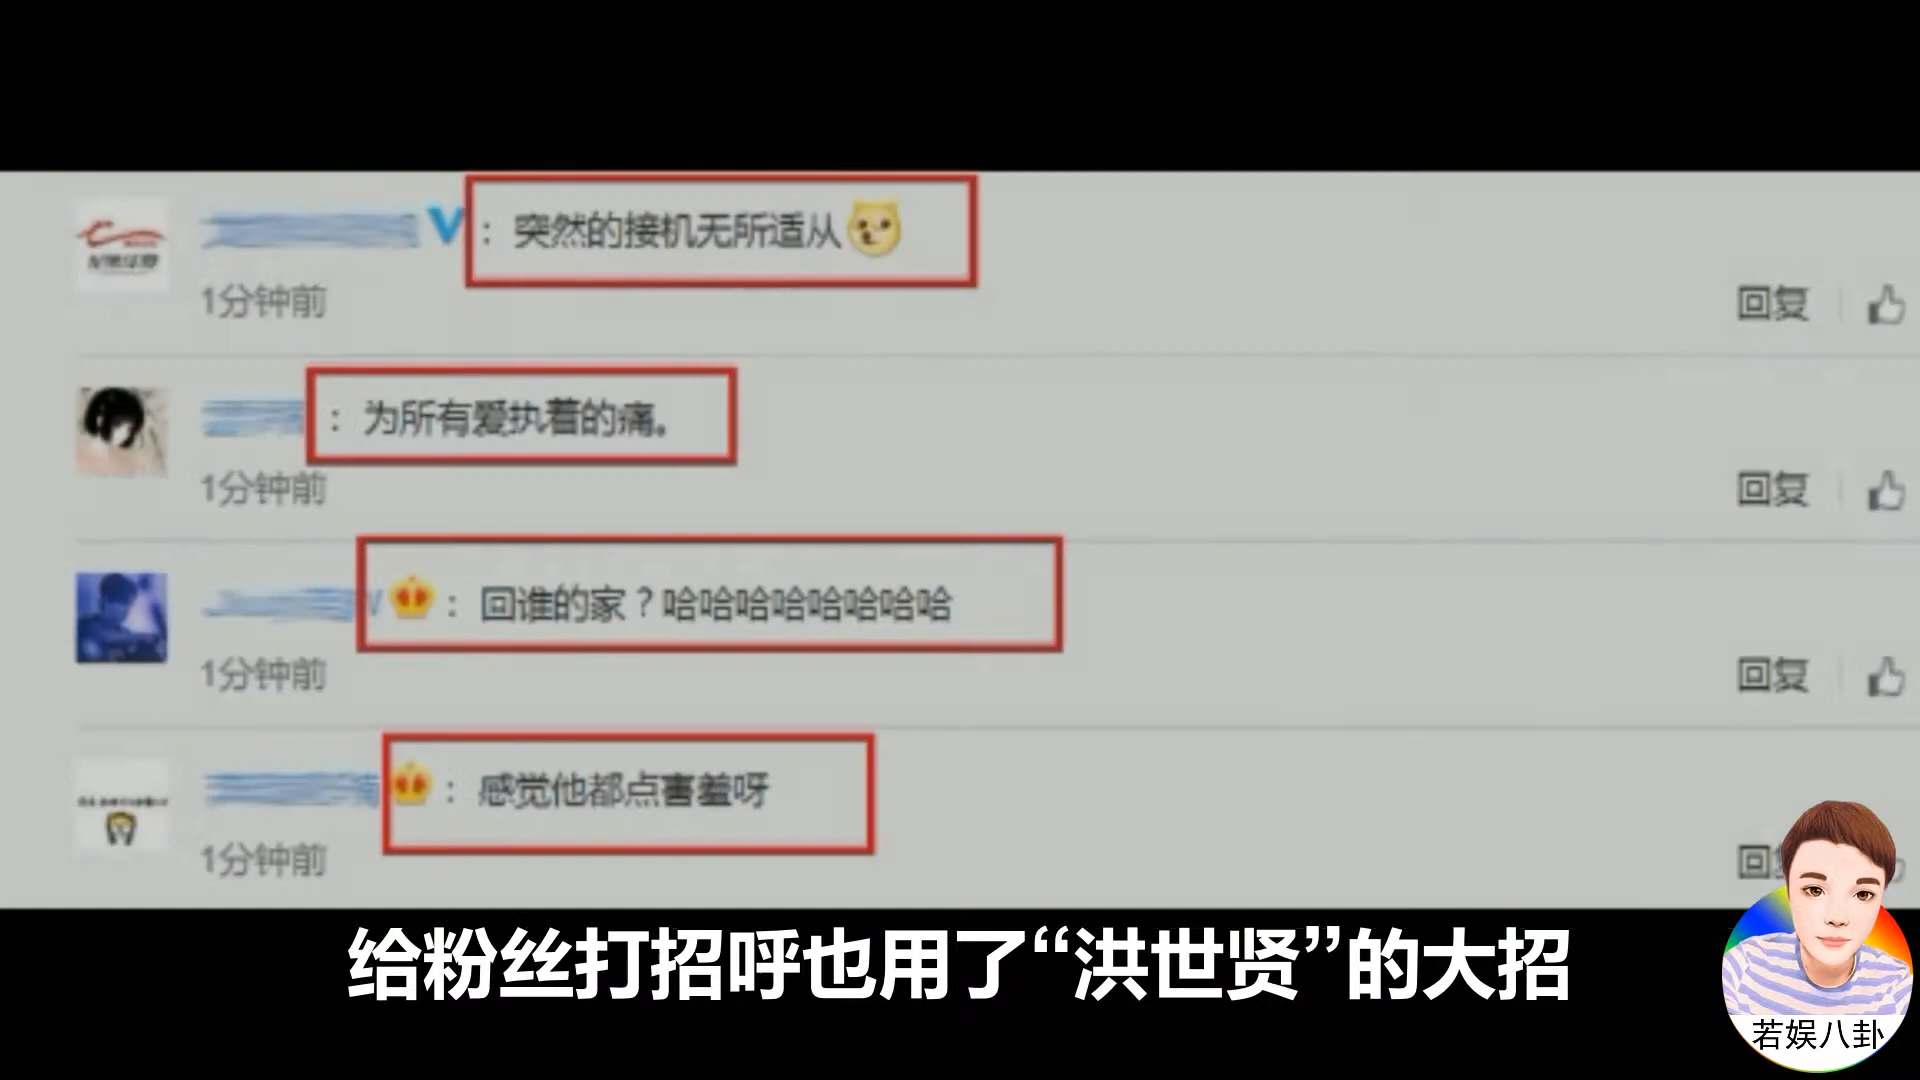 ：突然的接机无所适从
1分钟前
回复
：为所有爱执着的痛。
1分钟前
回复
：回谁的家？哈哈哈哈哈哈哈哈
1分钟前
回复
：感觉他都点害羞呀
1分钟前
给粉丝打招呼也用了“洪世贤”的大招
若娱八卦